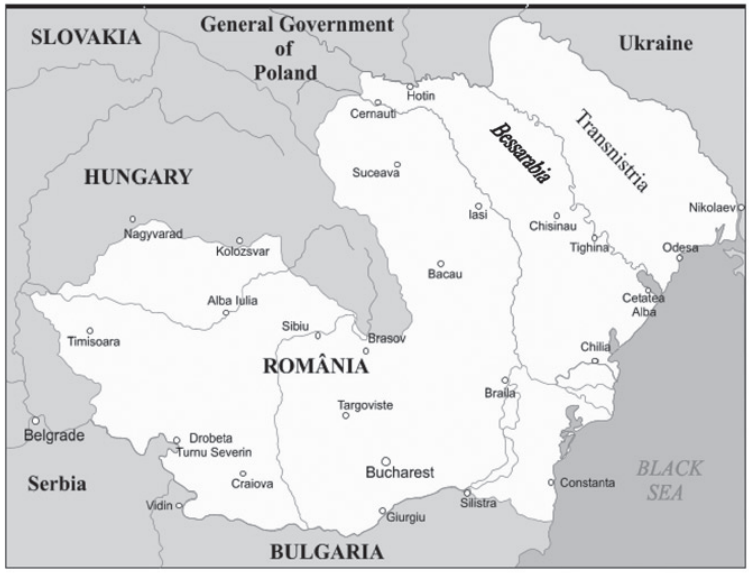 SLOVAKIA
General Government
of
Poland
Ukraine
Hotin
Cernauti
Bessarabia
Transnistria
Suceava
HUNGARY
Nagyvarad
Kolozsvar
Iasi
Chisinau
Tighina
Nikolaev
Odesa
Bacau
Cetatea
Alba
Alba Iulia
Timisoara
Sibiu
Brasov
Chilia
ROMÂNIA
Targoviste
Braila
Belgrade
Drobeta
Turnu Severin
Craiova
Bucharest
BLACK
SEA
Serbia
Vidin
Giurgiu
Silistra
Constanta
BULGARIA